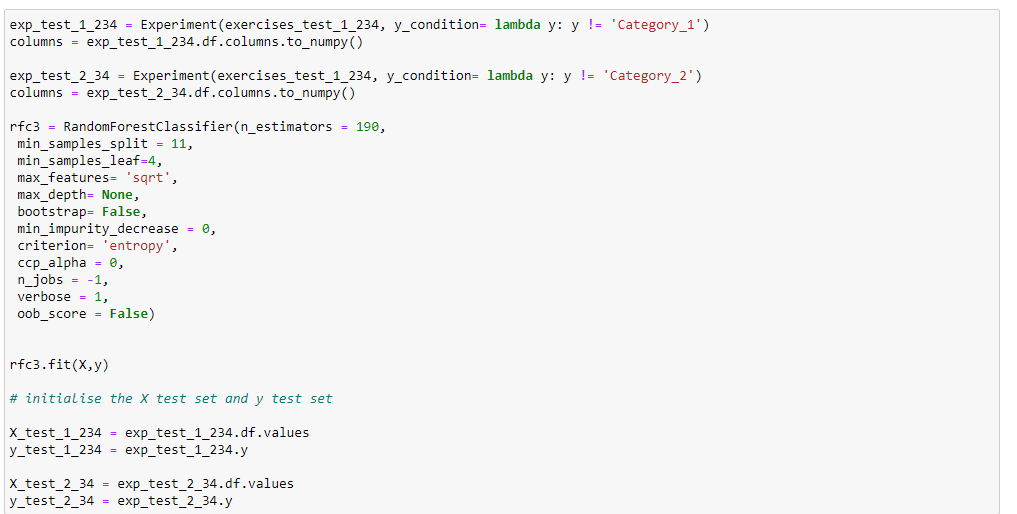 exp_test_1_234 = Experiment(exercises_test_1_234, y_condition= lambda y: y != 'Category_1')
columns = exp_test_1_234.df.columns.to_numpy()
exp_test_2_34 = Experiment(exercises_test_1_234, y_condition= lambda y: y != 'Category_2')
columns = exp_test_2_34.df.columns.to_numpy()
rfc3 = RandomForestClassifier(n_estimators = 190,
min_samples_split = 11,
min_samples_leaf=4,
max_features= 'sqrt',
max_depth= None,
bootstrap= False,
min_impurity_decrease = 0,
criterion= 'entropy',
ccp_alpha = 0,
n_jobs = -1,
verbose = 1,
oob_score = False)
rfc3.fit(X,y)
# initialise the X test set and y test set
X_test_1_234 = exp_test_1_234.df.values
y_test_1_234 = exp_test_1_234.y
X_test_2_34 = exp_test_2_34.df.values
y_test_2_34 = exp_test_2_34.y